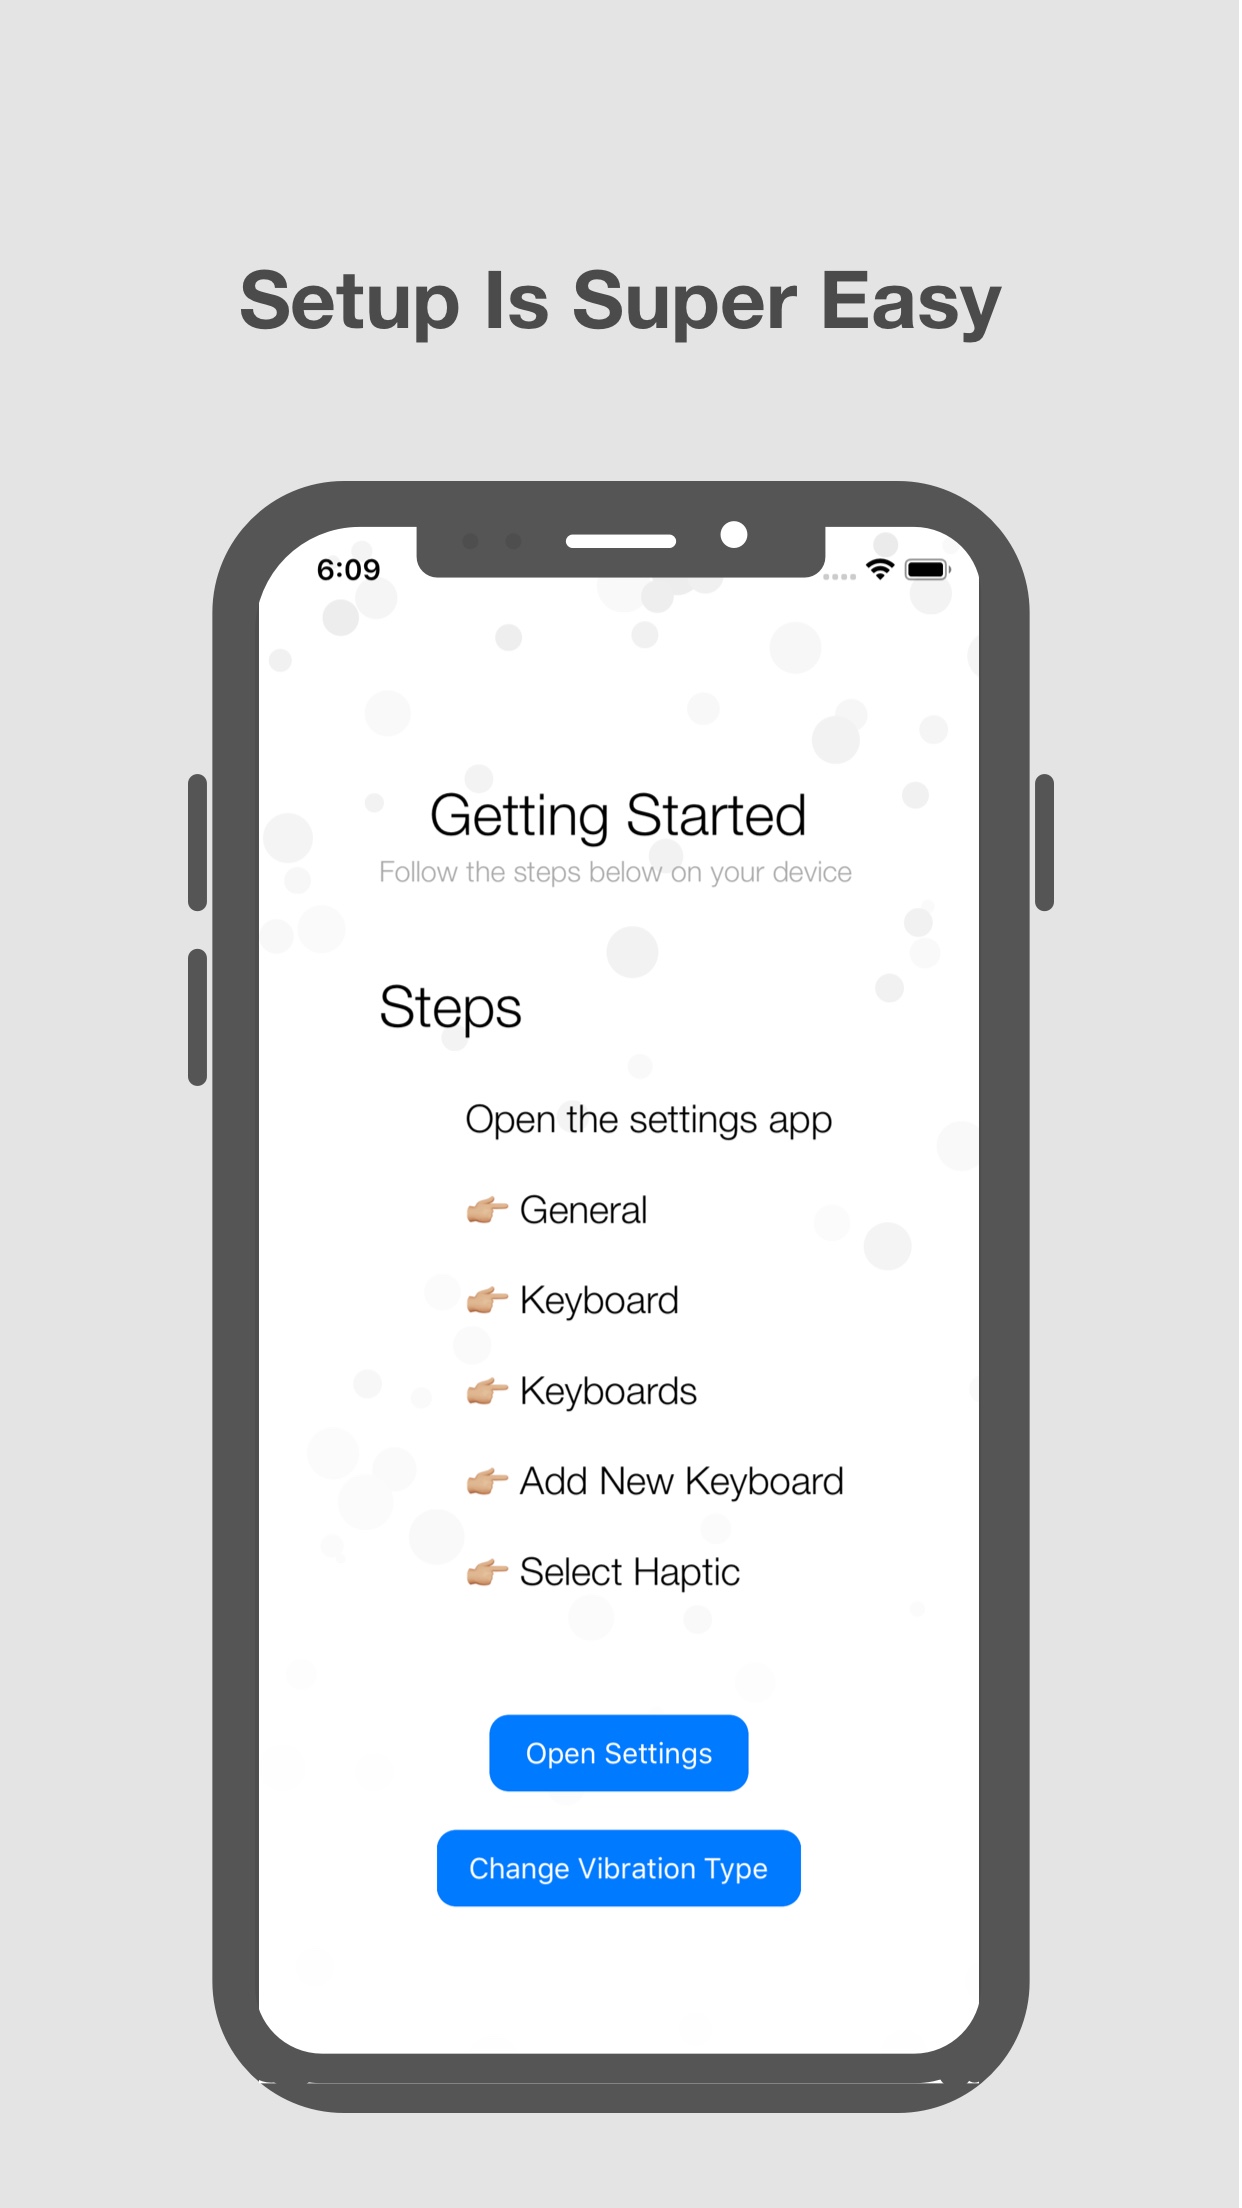 Setup Is Super Easy
6:09
Getting Started
Follow the steps below on your device
Steps
Open the settings app
👉🏼 General
👉🏼 Keyboard
👉🏼 Keyboards
👉🏼 Add New Keyboard
👉🏼 Select Haptic
Open Settings
Change Vibration Type